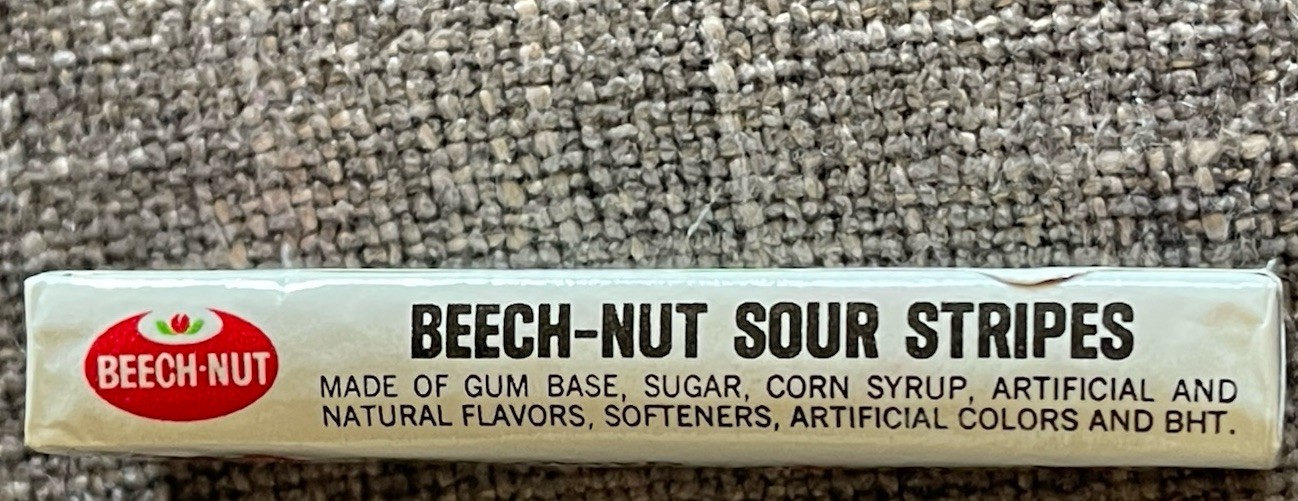 BEECH-NUT
BEECH-NUT SOUR STRIPES
MADE OF GUM BASE, SUGAR, CORN SYRUP, ARTIFICIAL AND
NATURAL FLAVORS, SOFTENERS, ARTIFICIAL COLORS AND BHT.